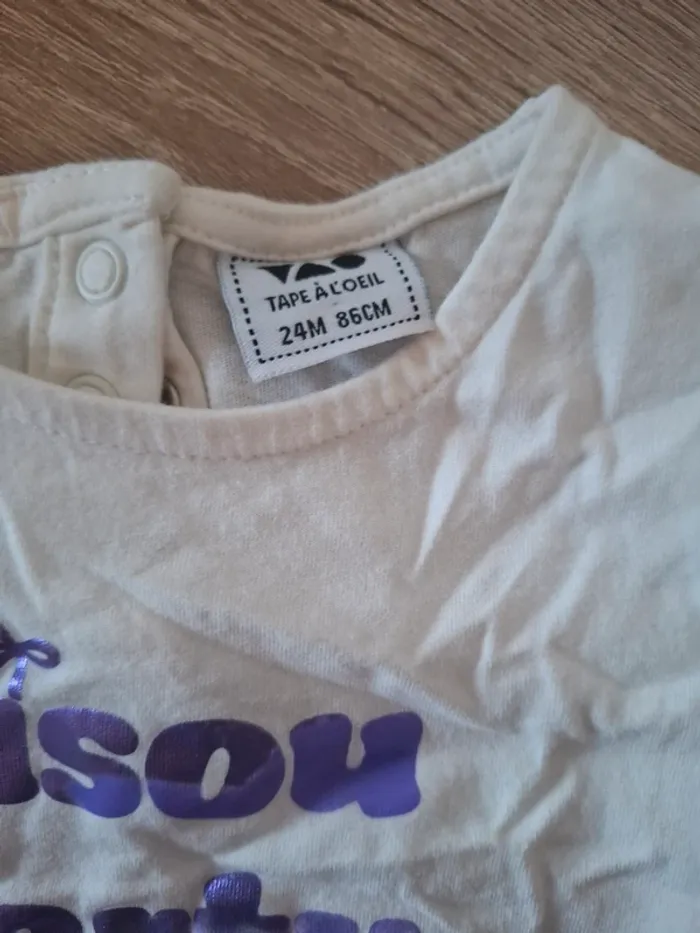 TAPE À L'OEIL
24M 86CM
isou